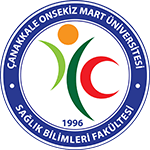 ÇANAKKALE ONSEKİZ MART ÜNİVERSİTESİ
1996
SAĞLIK BİLİMLERİ FAKÜLTESİ